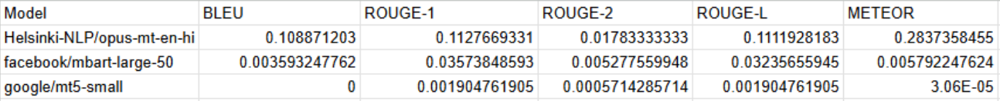 Model BLEU ROUGE-1 ROUGE-2 ROUGE-L METEOR
Helsinki-NLP/opus-mt-en-hi 0.108871203 0.1127669331 0.01783333333 0.1111928183 0.2837358455
facebook/mbart-large-50 0.003593247762 0.03573848593 0.005277559948 0.03235655945 0.005792247624
google/mt5-small 0 0.001904761905 0.0005714285714 0.001904761905 3.06E-05